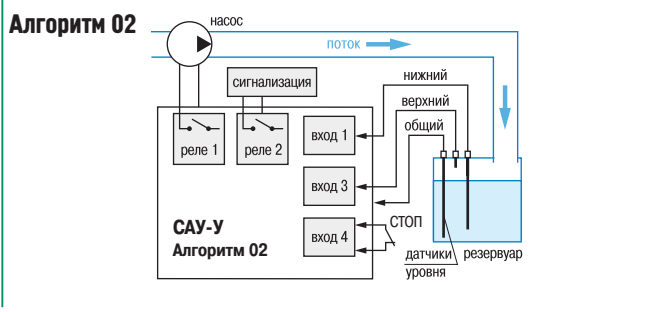 Алгоритм 02
насос
поток
сигнализация
нижний
верхний
общий
реле 1
реле 2
вход 1
вход 3
вход 4
СТОП
САУ-У
Алгоритм 02
датчики
уровня
резервуар